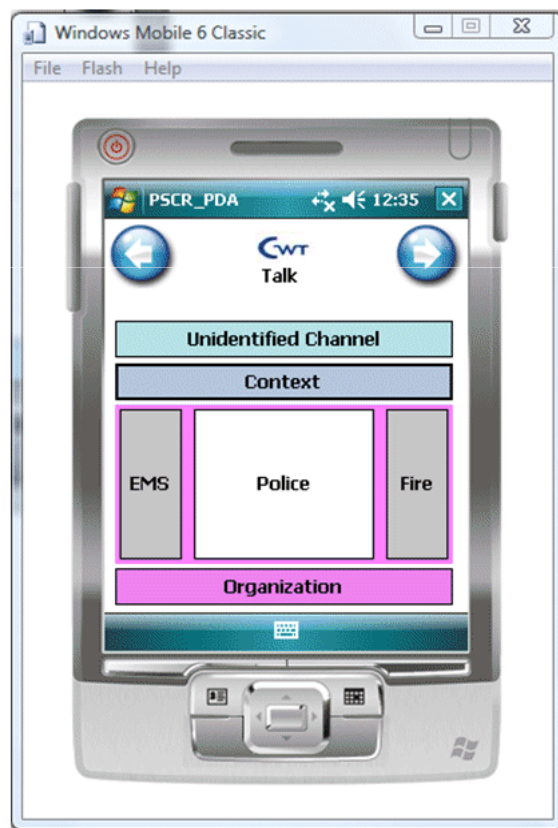 Windows Mobile 6 Classic
File Flash Help
PSCR_PDA 12:35
CWT
Talk
Unidentified Channel
Context
EMS Police Fire
Organization